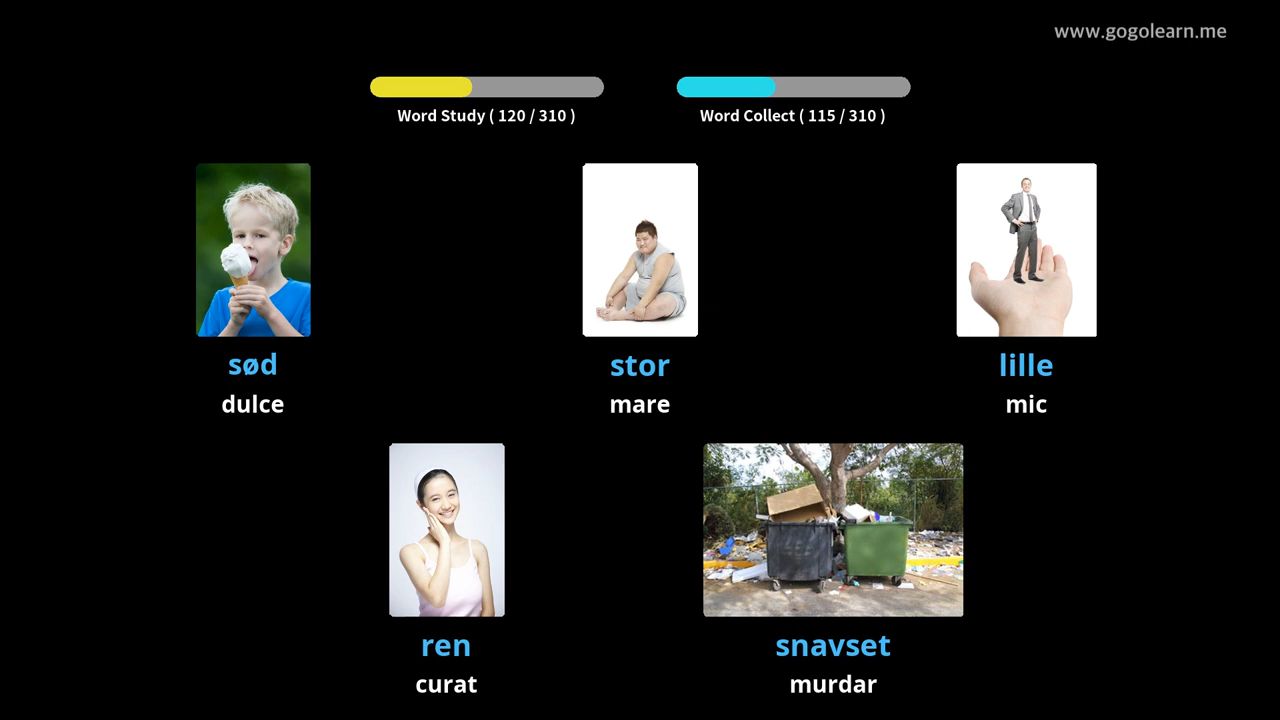 www.gogolearn.me
Word Study ( 120 / 310 )
Word Collect ( 115 / 310 )
sød
dulce
stor
mare
lille
mic
ren
curat
snavset
murdar